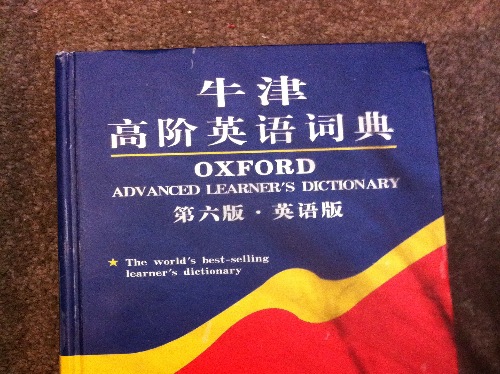 牛津
高阶英语词典
OXFORD
ADVANCED LEARNER'S DICTIONARY
第六版·英语版
★ The world's best-selling
learner's dictionary